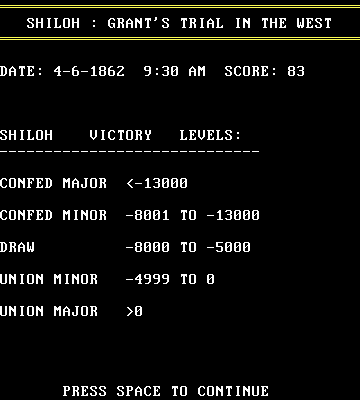 SHILOH : GRANT'S TRIAL IN THE WEST
DATE: 4-6-1862  9:30 AM  SCORE: 83
SHILOH    VICTORY   LEVELS:
-----------------------------
CONFED MAJOR  <-13000
CONFED MINOR  -8001 TO -13000
DRAW          -8000 TO -5000
UNION MINOR   -4999 TO 0
UNION MAJOR   >0
PRESS SPACE TO CONTINUE